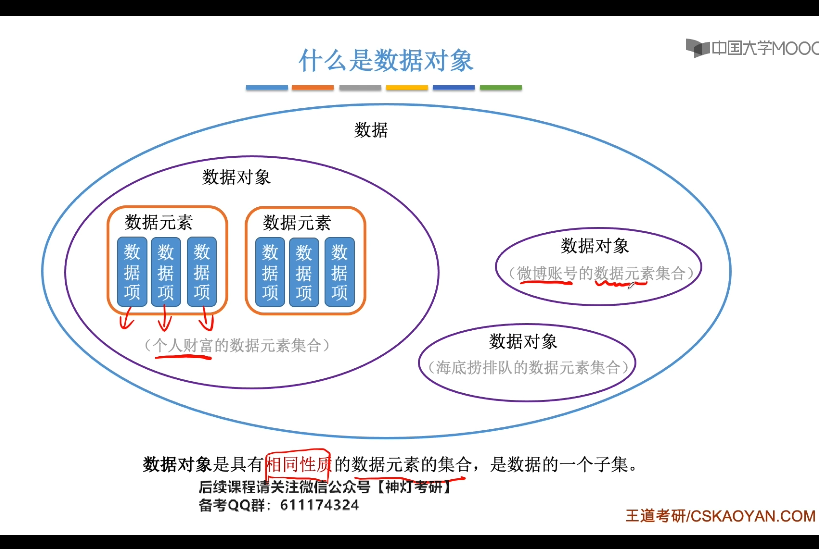 中国大学MOOC
什么是数据对象
数据
数据对象
数据元素
数据项
数据项
数据项
数据元素
数据项
数据项
数据项
(个人财富的数据元素集合)
数据对象
(微博账号的数据元素集合)
数据对象
(海底捞排队的数据元素集合)
数据对象是具有相同性质的数据元素的集合，是数据的一个子集。
后续课程请关注微信公众号【神灯考研】
备考QQ群：611174324
王道考研/CSKAOYAN.COM